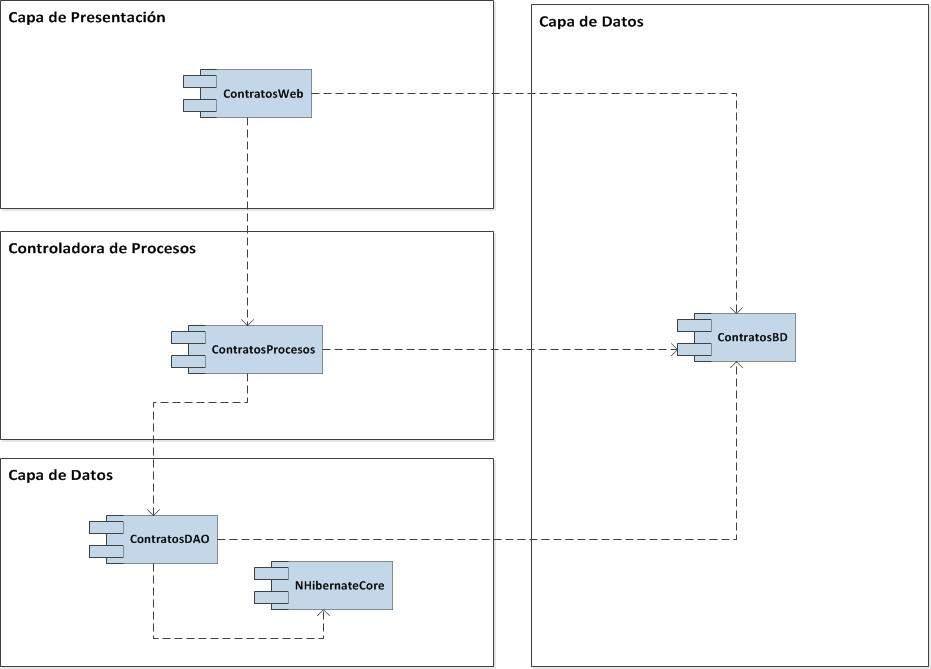 Capa de Presentación
ContratosWeb
Capa de Datos
Controladora de Procesos
ContratosProcesos
ContratosBD
Capa de Datos
ContratosDAO
NHibernateCore